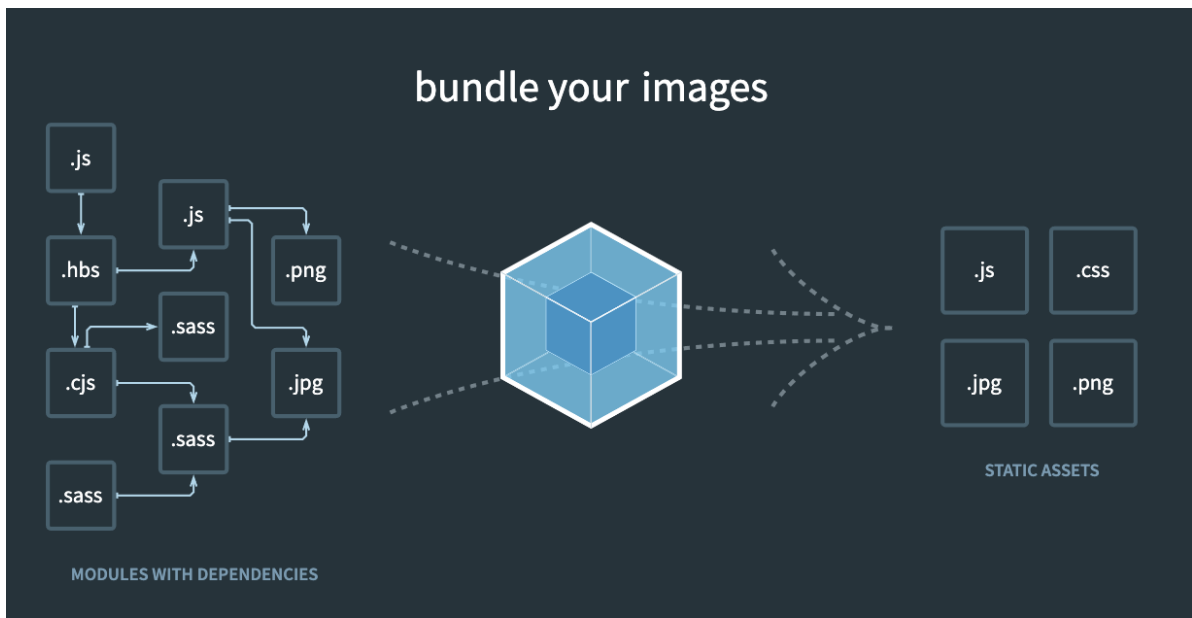 bundle your images
.js
.js
.hbs
.png
.sass
.cjs
.jpg
.sass
.sass
MODULES WITH DEPENDENCIES
.js
.css
.jpg
.png
STATIC ASSETS